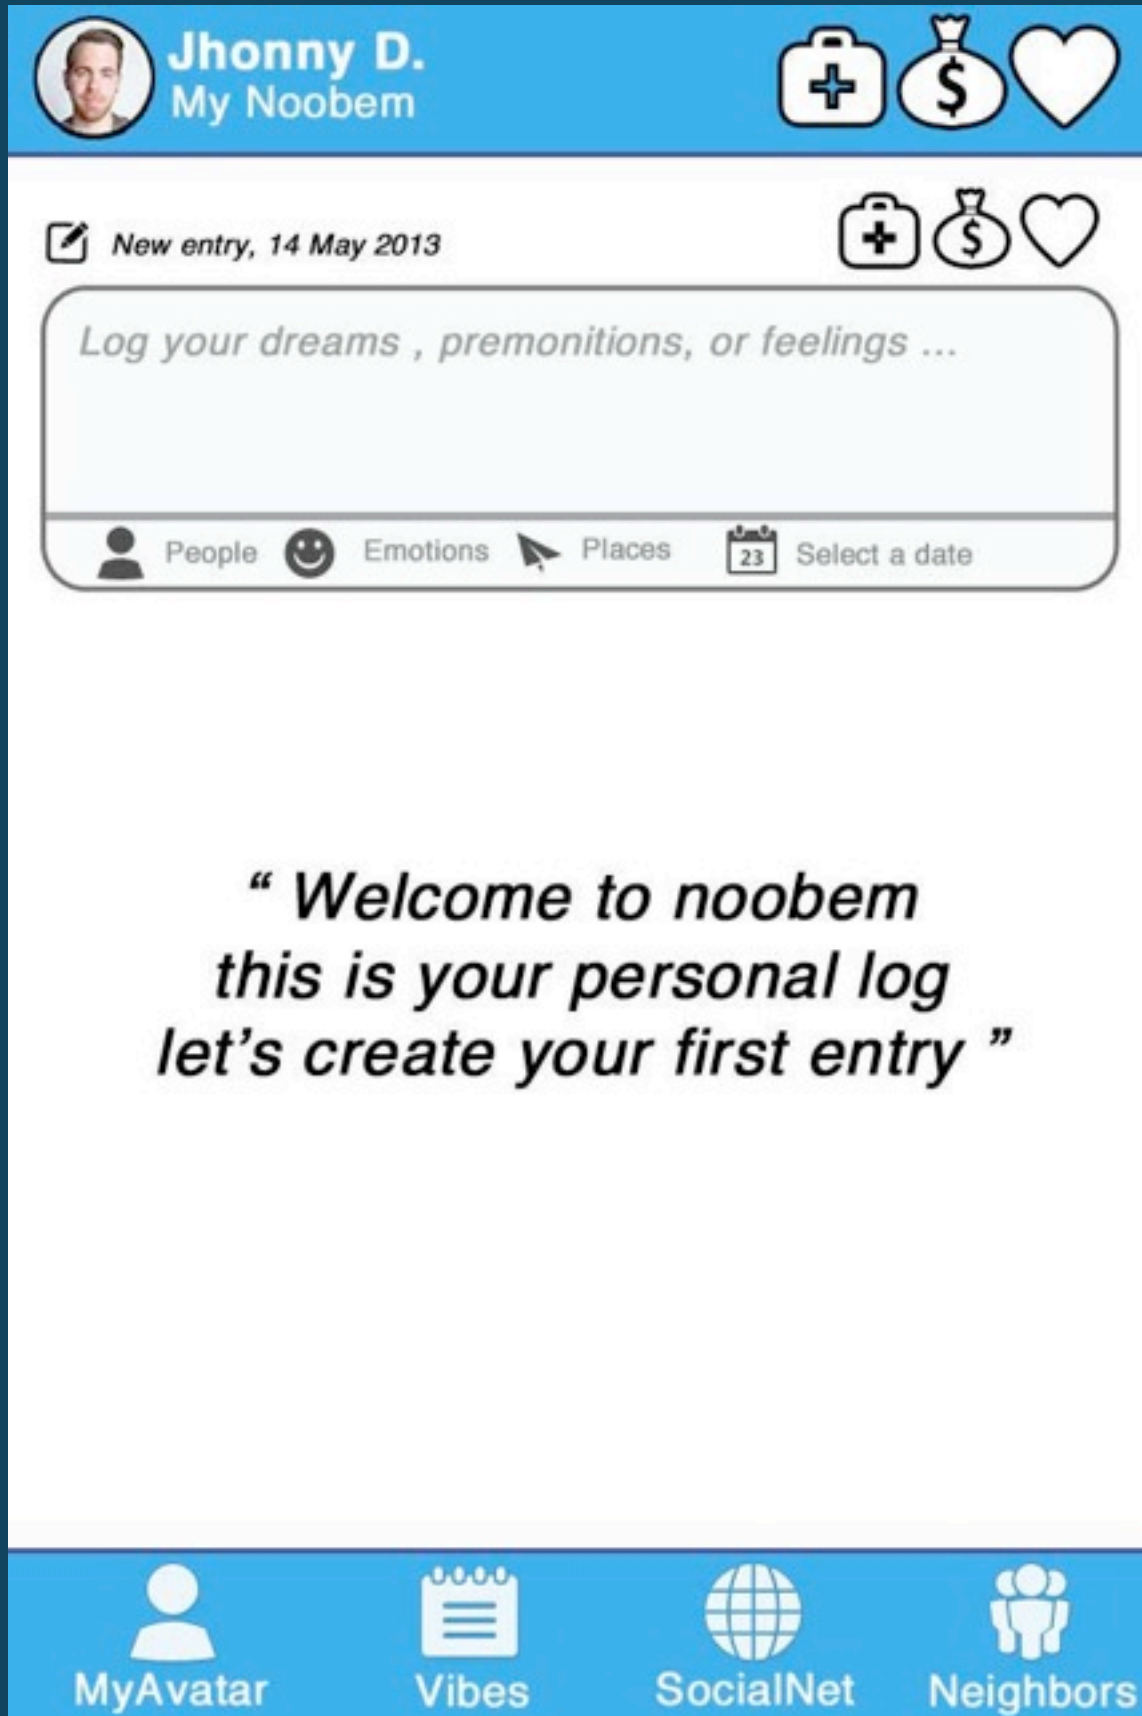 Jhonny D.
My Noobem
$
New entry, 14 May 2013
$
Log your dreams , premonitions, or feelings ...
People Emotions Places 23 Select a date
“ Welcome to noobem
this is your personal log
let’s create your first entry ”
MyAvatar Vibes SocialNet Neighbors